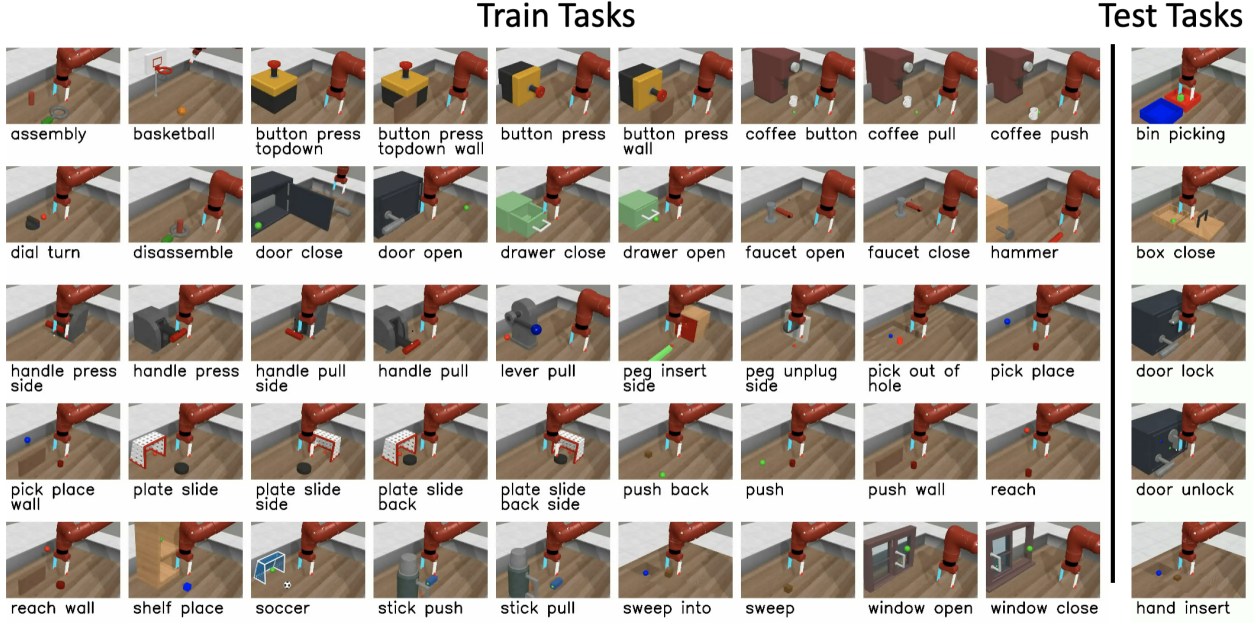 Train Tasks
Test Tasks
assembly
basketball
button press
topdown
button press
topdown wall
button press
button press
wall
coffee button
coffee pull
coffee push
bin picking
dial turn
disassemble
door close
door open
drawer close
drawer open
faucet open
faucet close
hammer
box close
handle press
side
handle press
handle pull
side
handle pull
lever pull
peg insert
side
peg unplug
side
pick out of
hole
pick place
door lock
pick place
wall
plate slide
plate slide
side
plate slide
back
plate slide
back side
push back
push
push wall
reach
door unlock
reach wall
shelf place
soccer
stick push
stick pull
sweep into
sweep
window open
window close
hand insert